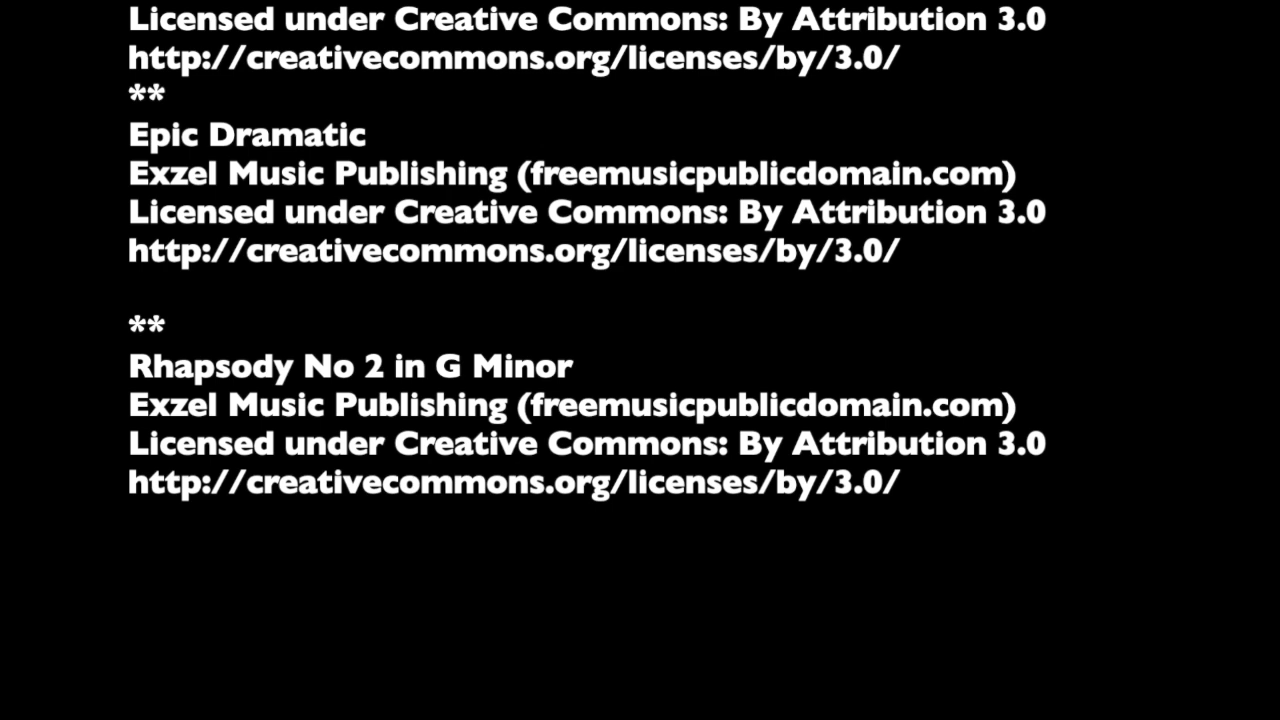 Licensed under Creative Commons: By Attribution 3.0
http://creativecommons.org/licenses/by/3.0/
**
Epic Dramatic
Exzel Music Publishing (freemusicpublicdomain.com)
Licensed under Creative Commons: By Attribution 3.0
http://creativecommons.org/licenses/by/3.0/
**
Rhapsody No 2 in G Minor
Exzel Music Publishing (freemusicpublicdomain.com)
Licensed under Creative Commons: By Attribution 3.0
http://creativecommons.org/licenses/by/3.0/